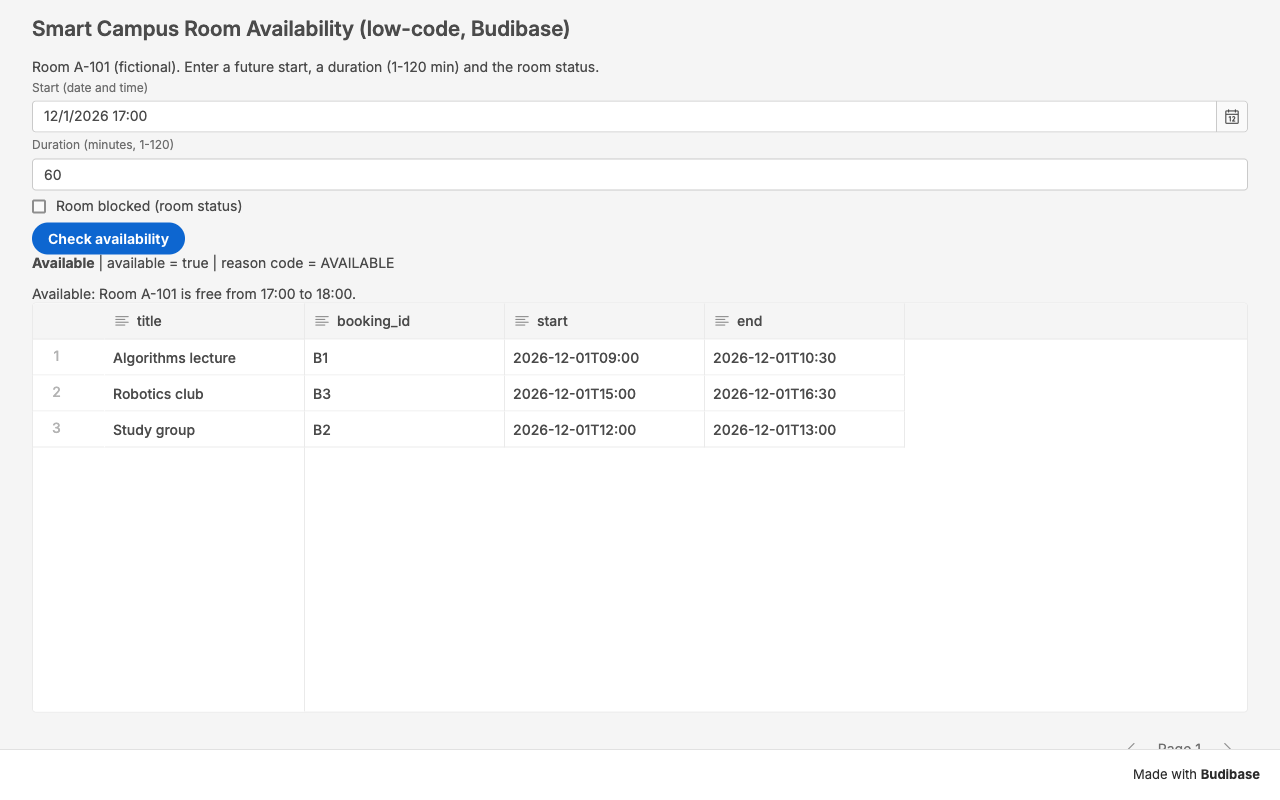 Smart Campus Room Availability (low-code, Budibase)
Room A-101 (fictional). Enter a future start, a duration (1-120 min) and the room status.
Start (date and time)
12/1/2026 17:00
12
Duration (minutes, 1-120)
60
Room blocked (room status)
Check availability
Available | available = true | reason code = AVAILABLE
Available: Room A-101 is free from 17:00 to 18:00.
title booking_id start end
1 Algorithms lecture B1 2026-12-01T09:00 2026-12-01T10:30
2 Robotics club B3 2026-12-01T15:00 2026-12-01T16:30
3 Study group B2 2026-12-01T12:00 2026-12-01T13:00
Page 1
Made with Budibase